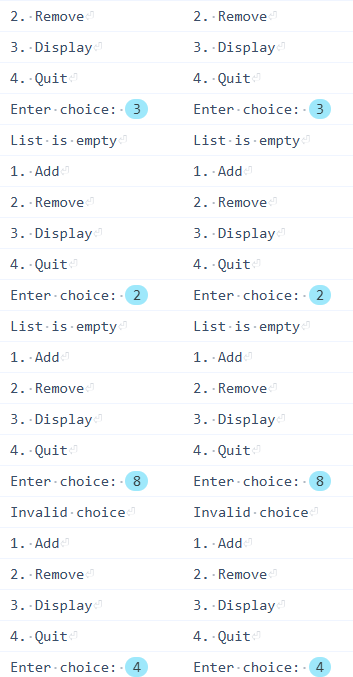 2. Remove 2. Remove
3. Display 3. Display
4. Quit 4. Quit
Enter choice: 3 Enter choice: 3
List is empty List is empty
1. Add 1. Add
2. Remove 2. Remove
3. Display 3. Display
4. Quit 4. Quit
Enter choice: 2 Enter choice: 2
List is empty List is empty
1. Add 1. Add
2. Remove 2. Remove
3. Display 3. Display
4. Quit 4. Quit
Enter choice: 8 Enter choice: 8
Invalid choice Invalid choice
1. Add 1. Add
2. Remove 2. Remove
3. Display 3. Display
4. Quit 4. Quit
Enter choice: 4 Enter choice: 4